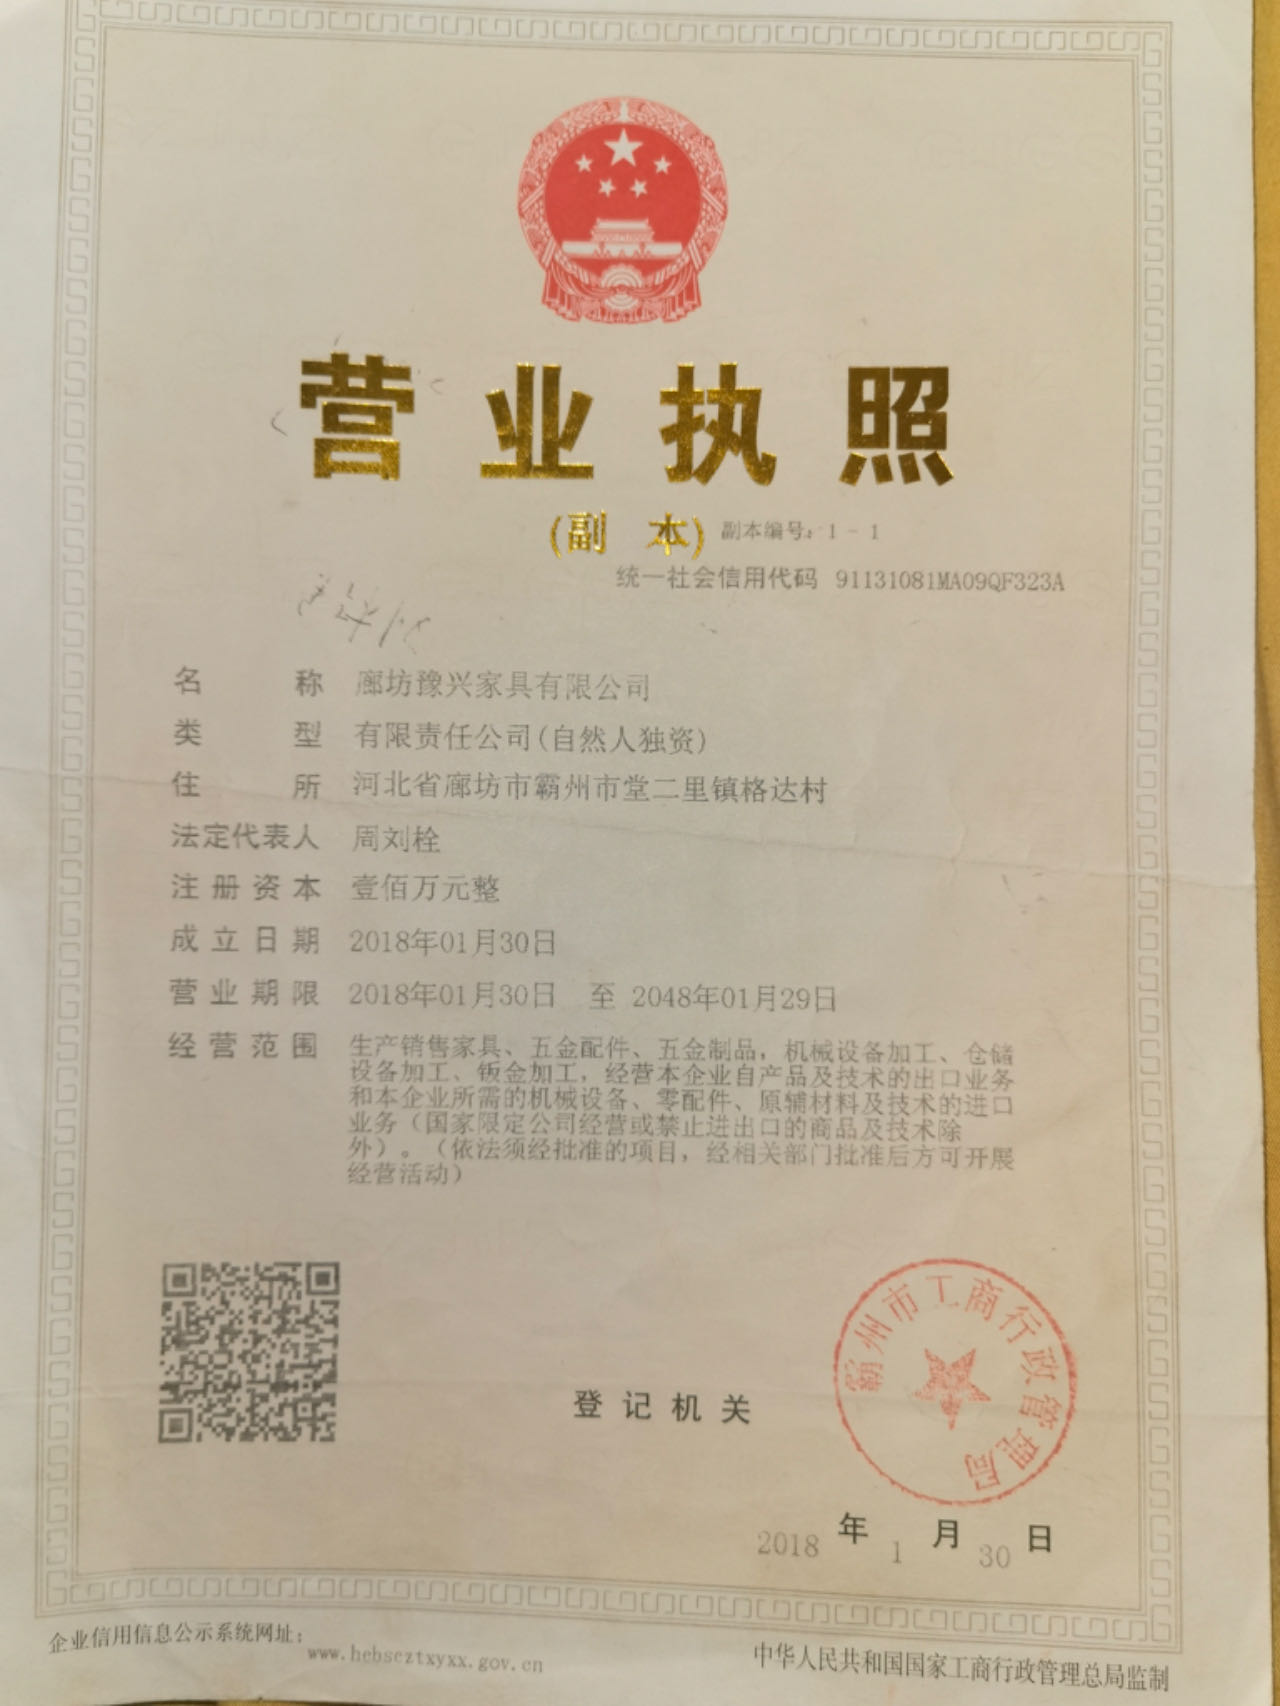 营业执照
(副 本) 副本编号：1 - 1
统一社会信用代码 91131081MA09QF323A
名 称 廊坊豫兴家具有限公司
类 型 有限责任公司(自然人独资)
住 所 河北省廊坊市霸州市堂二里镇格达村
法定代表人 周刘栓
注册资本 壹佰万元整
成立日期 2018年01月30日
营业期限 2018年01月30日 至 2048年01月29日
经营范围 生产销售家具、五金配件、五金制品，机械设备加工、仓储
设备加工、钣金加工，经营本企业自产品及技术的出口业务
和本企业所需的机械设备、零配件、原辅材料及技术的进口
业务（国家限定公司经营或禁止进出口的商品及技术除
外）。（依法须经批准的项目，经相关部门批准后方可开展
经营活动）
霸州市工商行政管理局
登记机关
2018 年 1 月 30 日
企业信用信息公示系统网址：www.hebscztxyxx.gov.cn
中华人民共和国国家工商行政管理总局监制